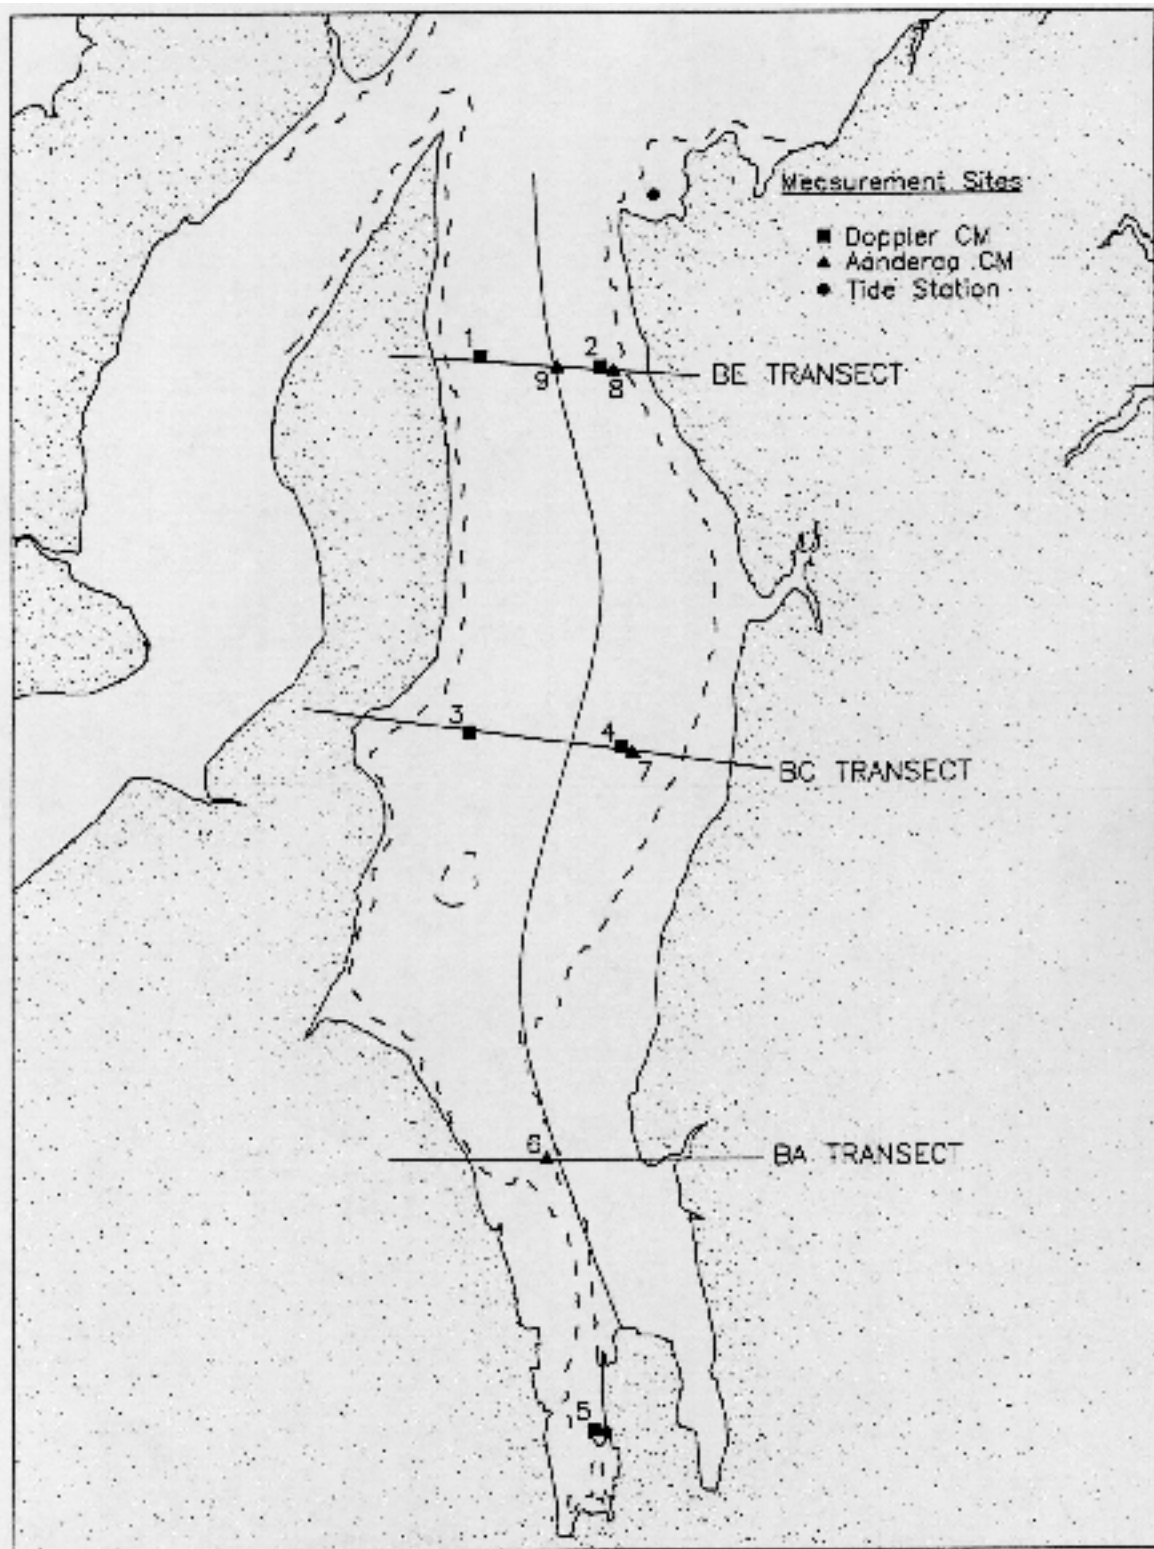 Measurement Sites
■ Doppler CM
▲ Aanderaa CM
● Tide Station
1
2
9
8
BE TRANSECT
3
4
7
BC TRANSECT
6
BA TRANSECT
5